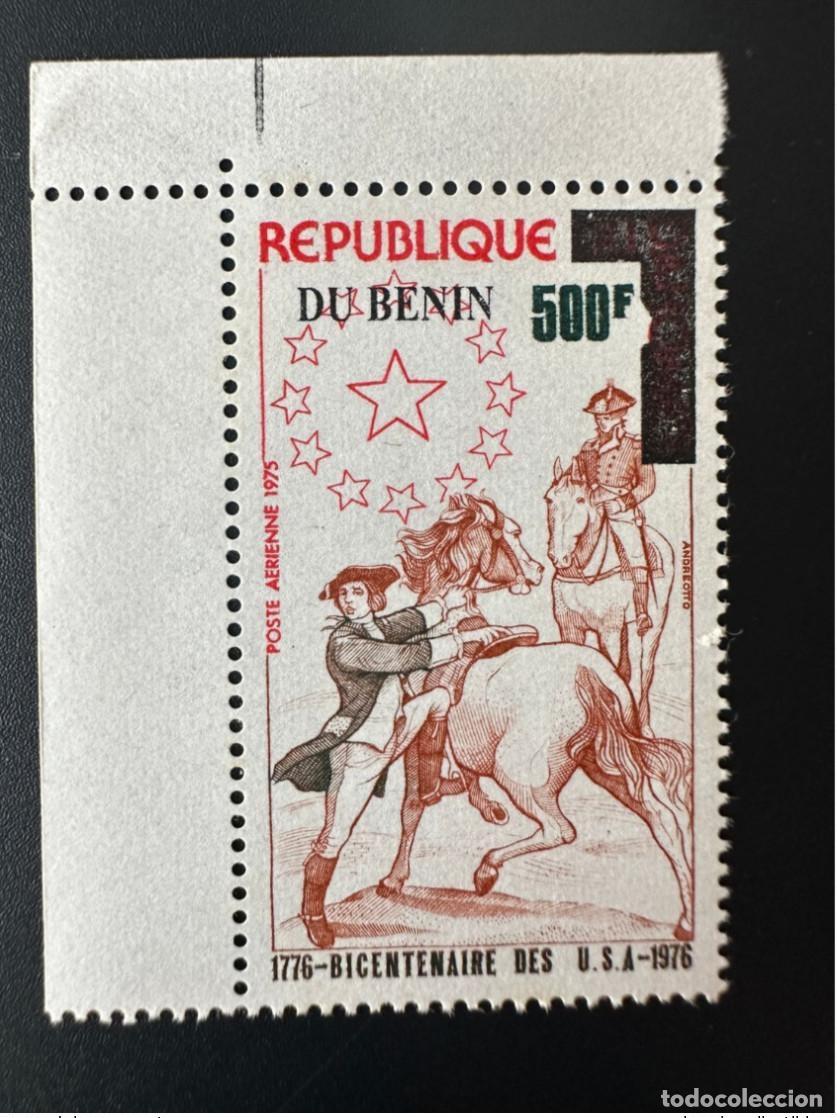 REPUBLIQUE
DU BENIN
500F
POSTE AERIENNE 1975
ANDREOTTO
1776-BICENTENAIRE DES U.S.A-1976
todocoleccion